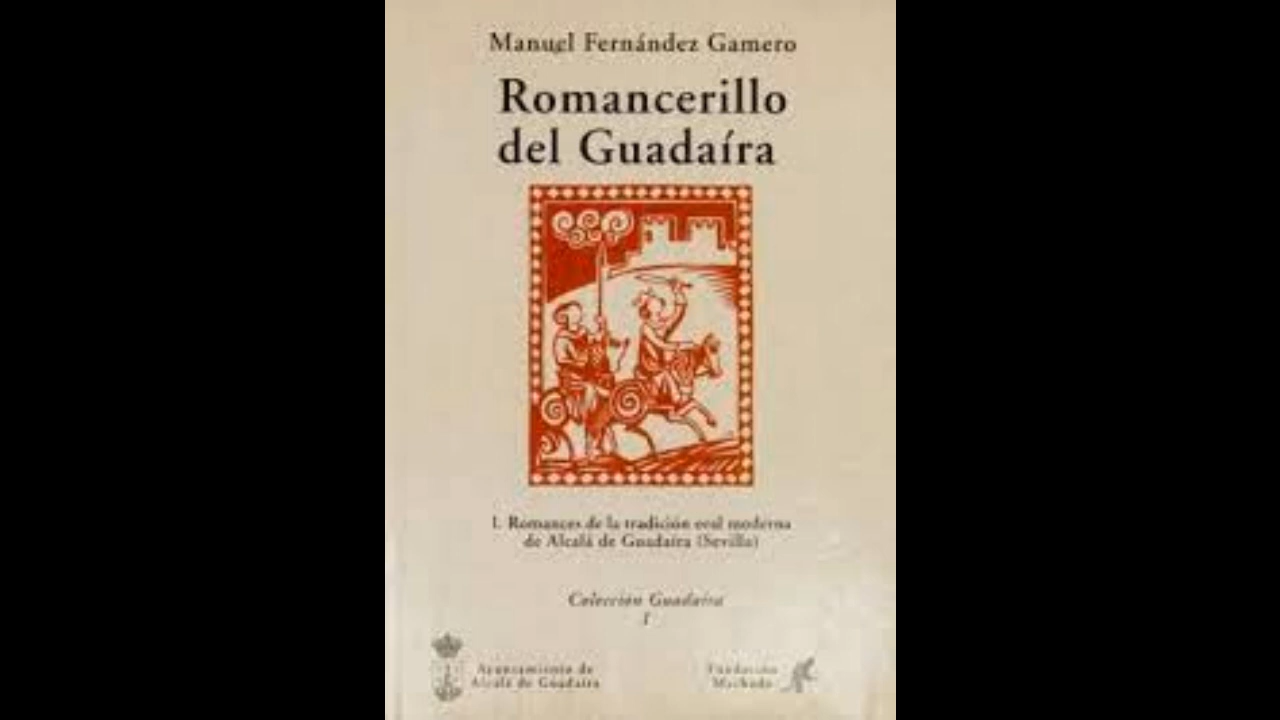 Manuel Fernández Gamero
Romancerillo
del Guadaíra
I. Romances de la tradición oral moderna
de Alcalá de Guadaíra (Sevilla)
Colección Guadaíra
I
Ayuntamiento de
Alcalá de Guadaíra
Fundación
Machado